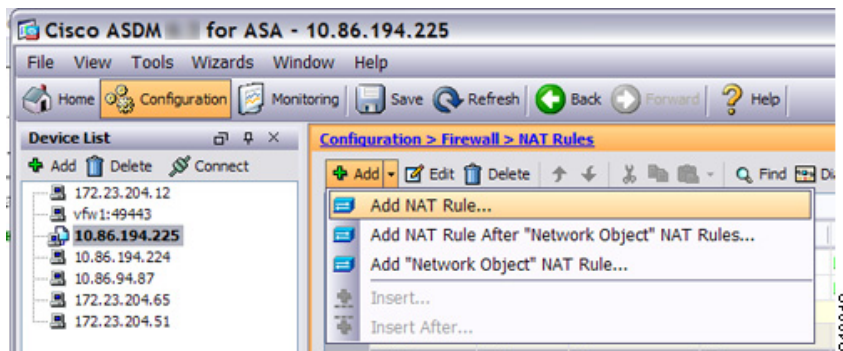 Cisco ASDM for ASA - 10.86.194.225
File View Tools Wizards Window Help
Home Configuration Monitoring Save Refresh Back Forward Help
Device List
Configuration > Firewall > NAT Rules
Add Delete Connect
Add Edit Delete Find Di
172.23.204.12
vfw1:49443
10.86.194.225
10.86.194.224
10.86.94.87
172.23.204.65
172.23.204.51
Add NAT Rule...
Add NAT Rule After "Network Object" NAT Rules...
Add "Network Object" NAT Rule...
Insert...
Insert After...